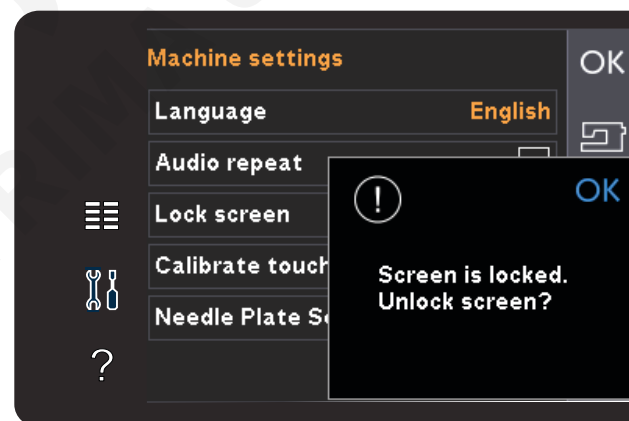 Machine settings
OK
Language English
Audio repeat
Lock screen
OK
Calibrate touch
Screen is locked.
Unlock screen?
Needle Plate
?